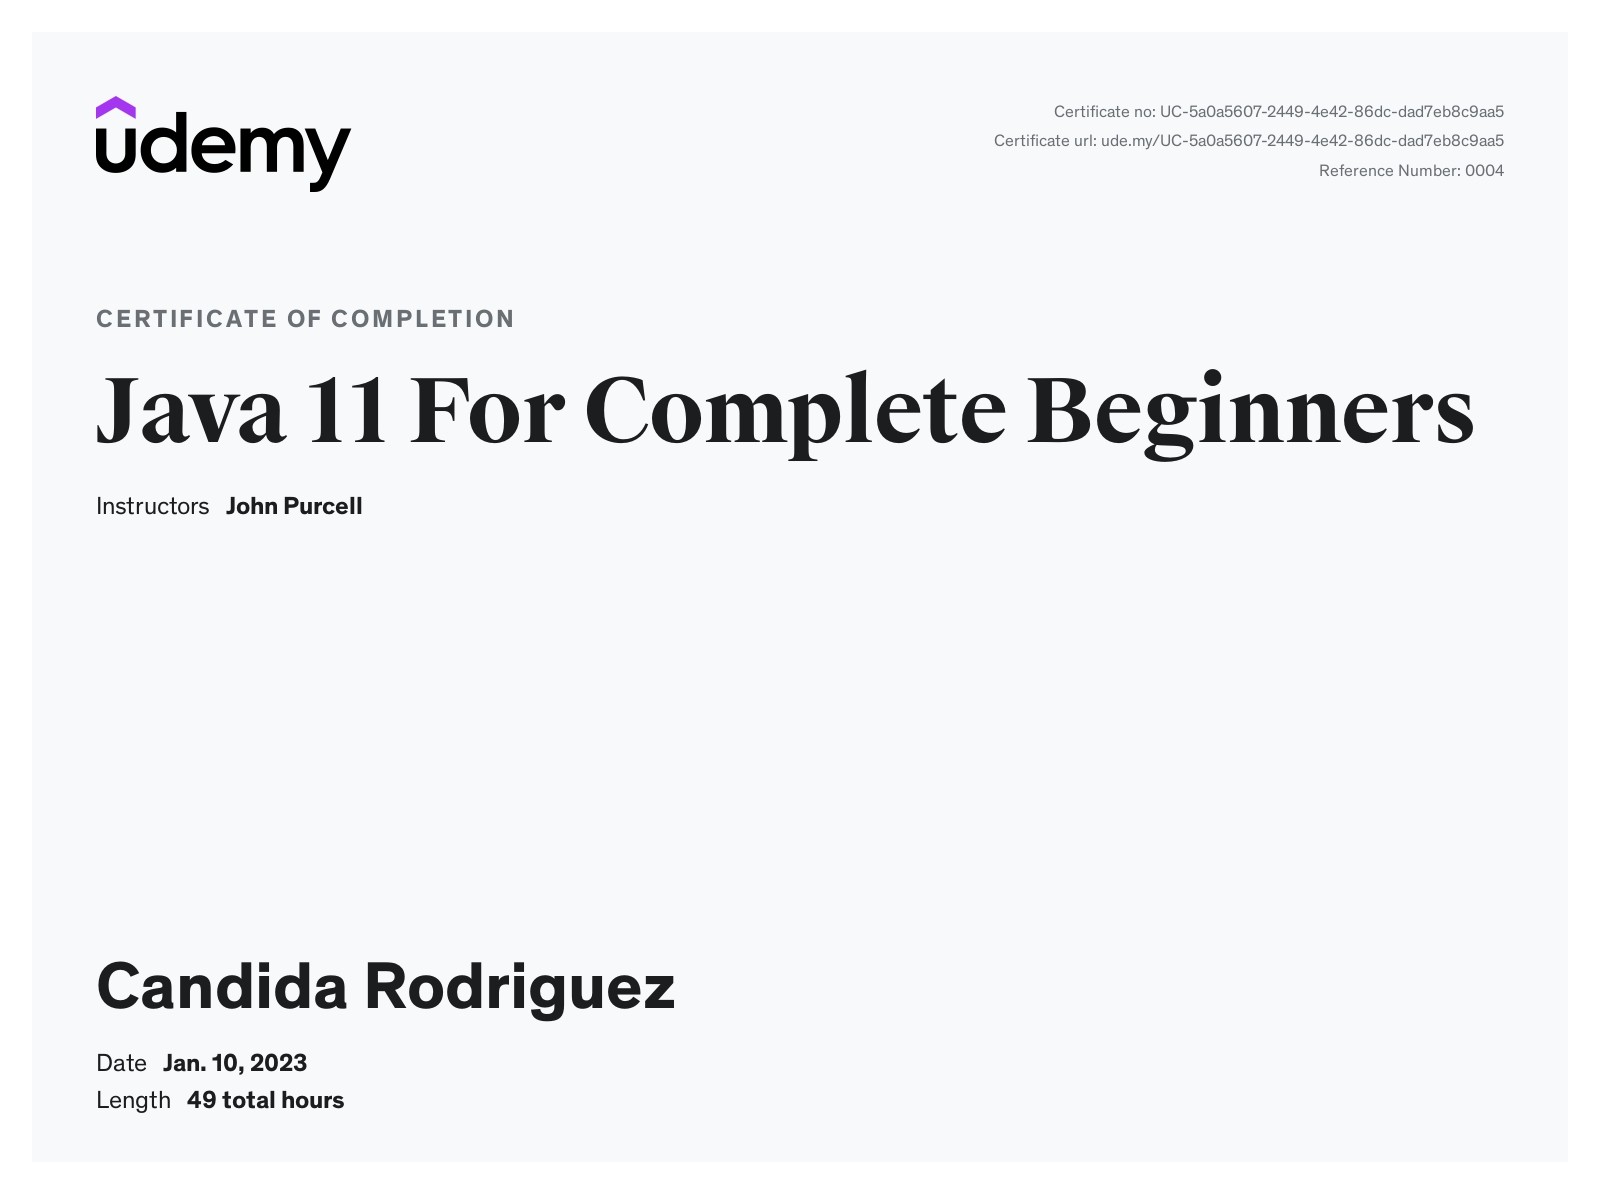 udemy
Certificate no: UC-5a0a5607-2449-4e42-86dc-dad7eb8c9aa5
Certificate url: ude.my/UC-5a0a5607-2449-4e42-86dc-dad7eb8c9aa5
Reference Number: 0004
CERTIFICATE OF COMPLETION
Java 11 For Complete Beginners
Instructors John Purcell
Candida Rodriguez
Date Jan. 10, 2023
Length 49 total hours